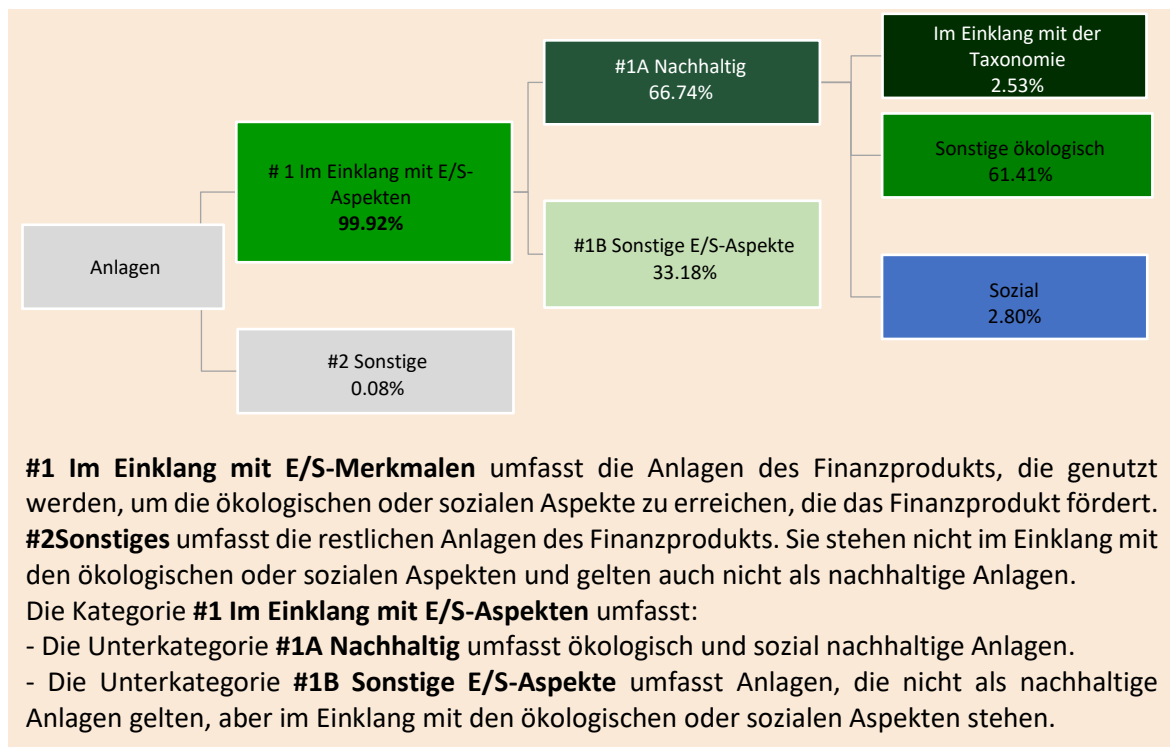 Anlagen
# 1 Im Einklang mit E/S-
Aspekten
99.92%
#2 Sonstige
0.08%
#1A Nachhaltig
66.74%
#1B Sonstige E/S-Aspekte
33.18%
Im Einklang mit der
Taxonomie
2.53%
Sonstige ökologisch
61.41%
Sozial
2.80%
#1 Im Einklang mit E/S-Merkmalen umfasst die Anlagen des Finanzprodukts, die genutzt
werden, um die ökologischen oder sozialen Aspekte zu erreichen, die das Finanzprodukt fördert.
#2Sonstiges umfasst die restlichen Anlagen des Finanzprodukts. Sie stehen nicht im Einklang mit
den ökologischen oder sozialen Aspekten und gelten auch nicht als nachhaltige Anlagen.
Die Kategorie #1 Im Einklang mit E/S-Aspekten umfasst:
- Die Unterkategorie #1A Nachhaltig umfasst ökologisch und sozial nachhaltige Anlagen.
- Die Unterkategorie #1B Sonstige E/S-Aspekte umfasst Anlagen, die nicht als nachhaltige
Anlagen gelten, aber im Einklang mit den ökologischen oder sozialen Aspekten stehen.